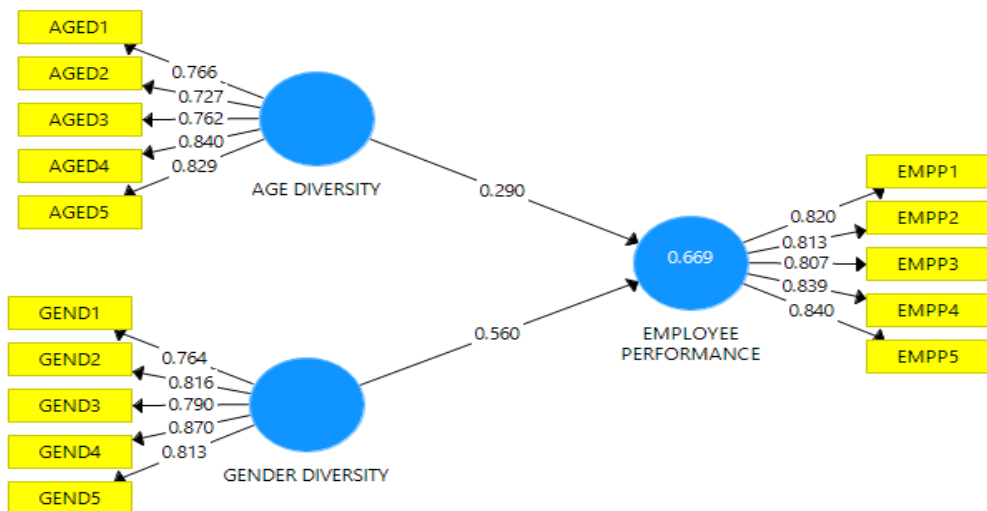 AGED1
AGED2
AGED3
AGED4
AGED5
0.766
0.727
0.762
0.840
0.829
AGE DIVERSITY
0.290
GEND1
GEND2
GEND3
GEND4
GEND5
0.764
0.816
0.790
0.870
0.813
GENDER DIVERSITY
0.560
0.669
EMPLOYEE
PERFORMANCE
0.820
0.813
0.807
0.839
0.840
EMPP1
EMPP2
EMPP3
EMPP4
EMPP5